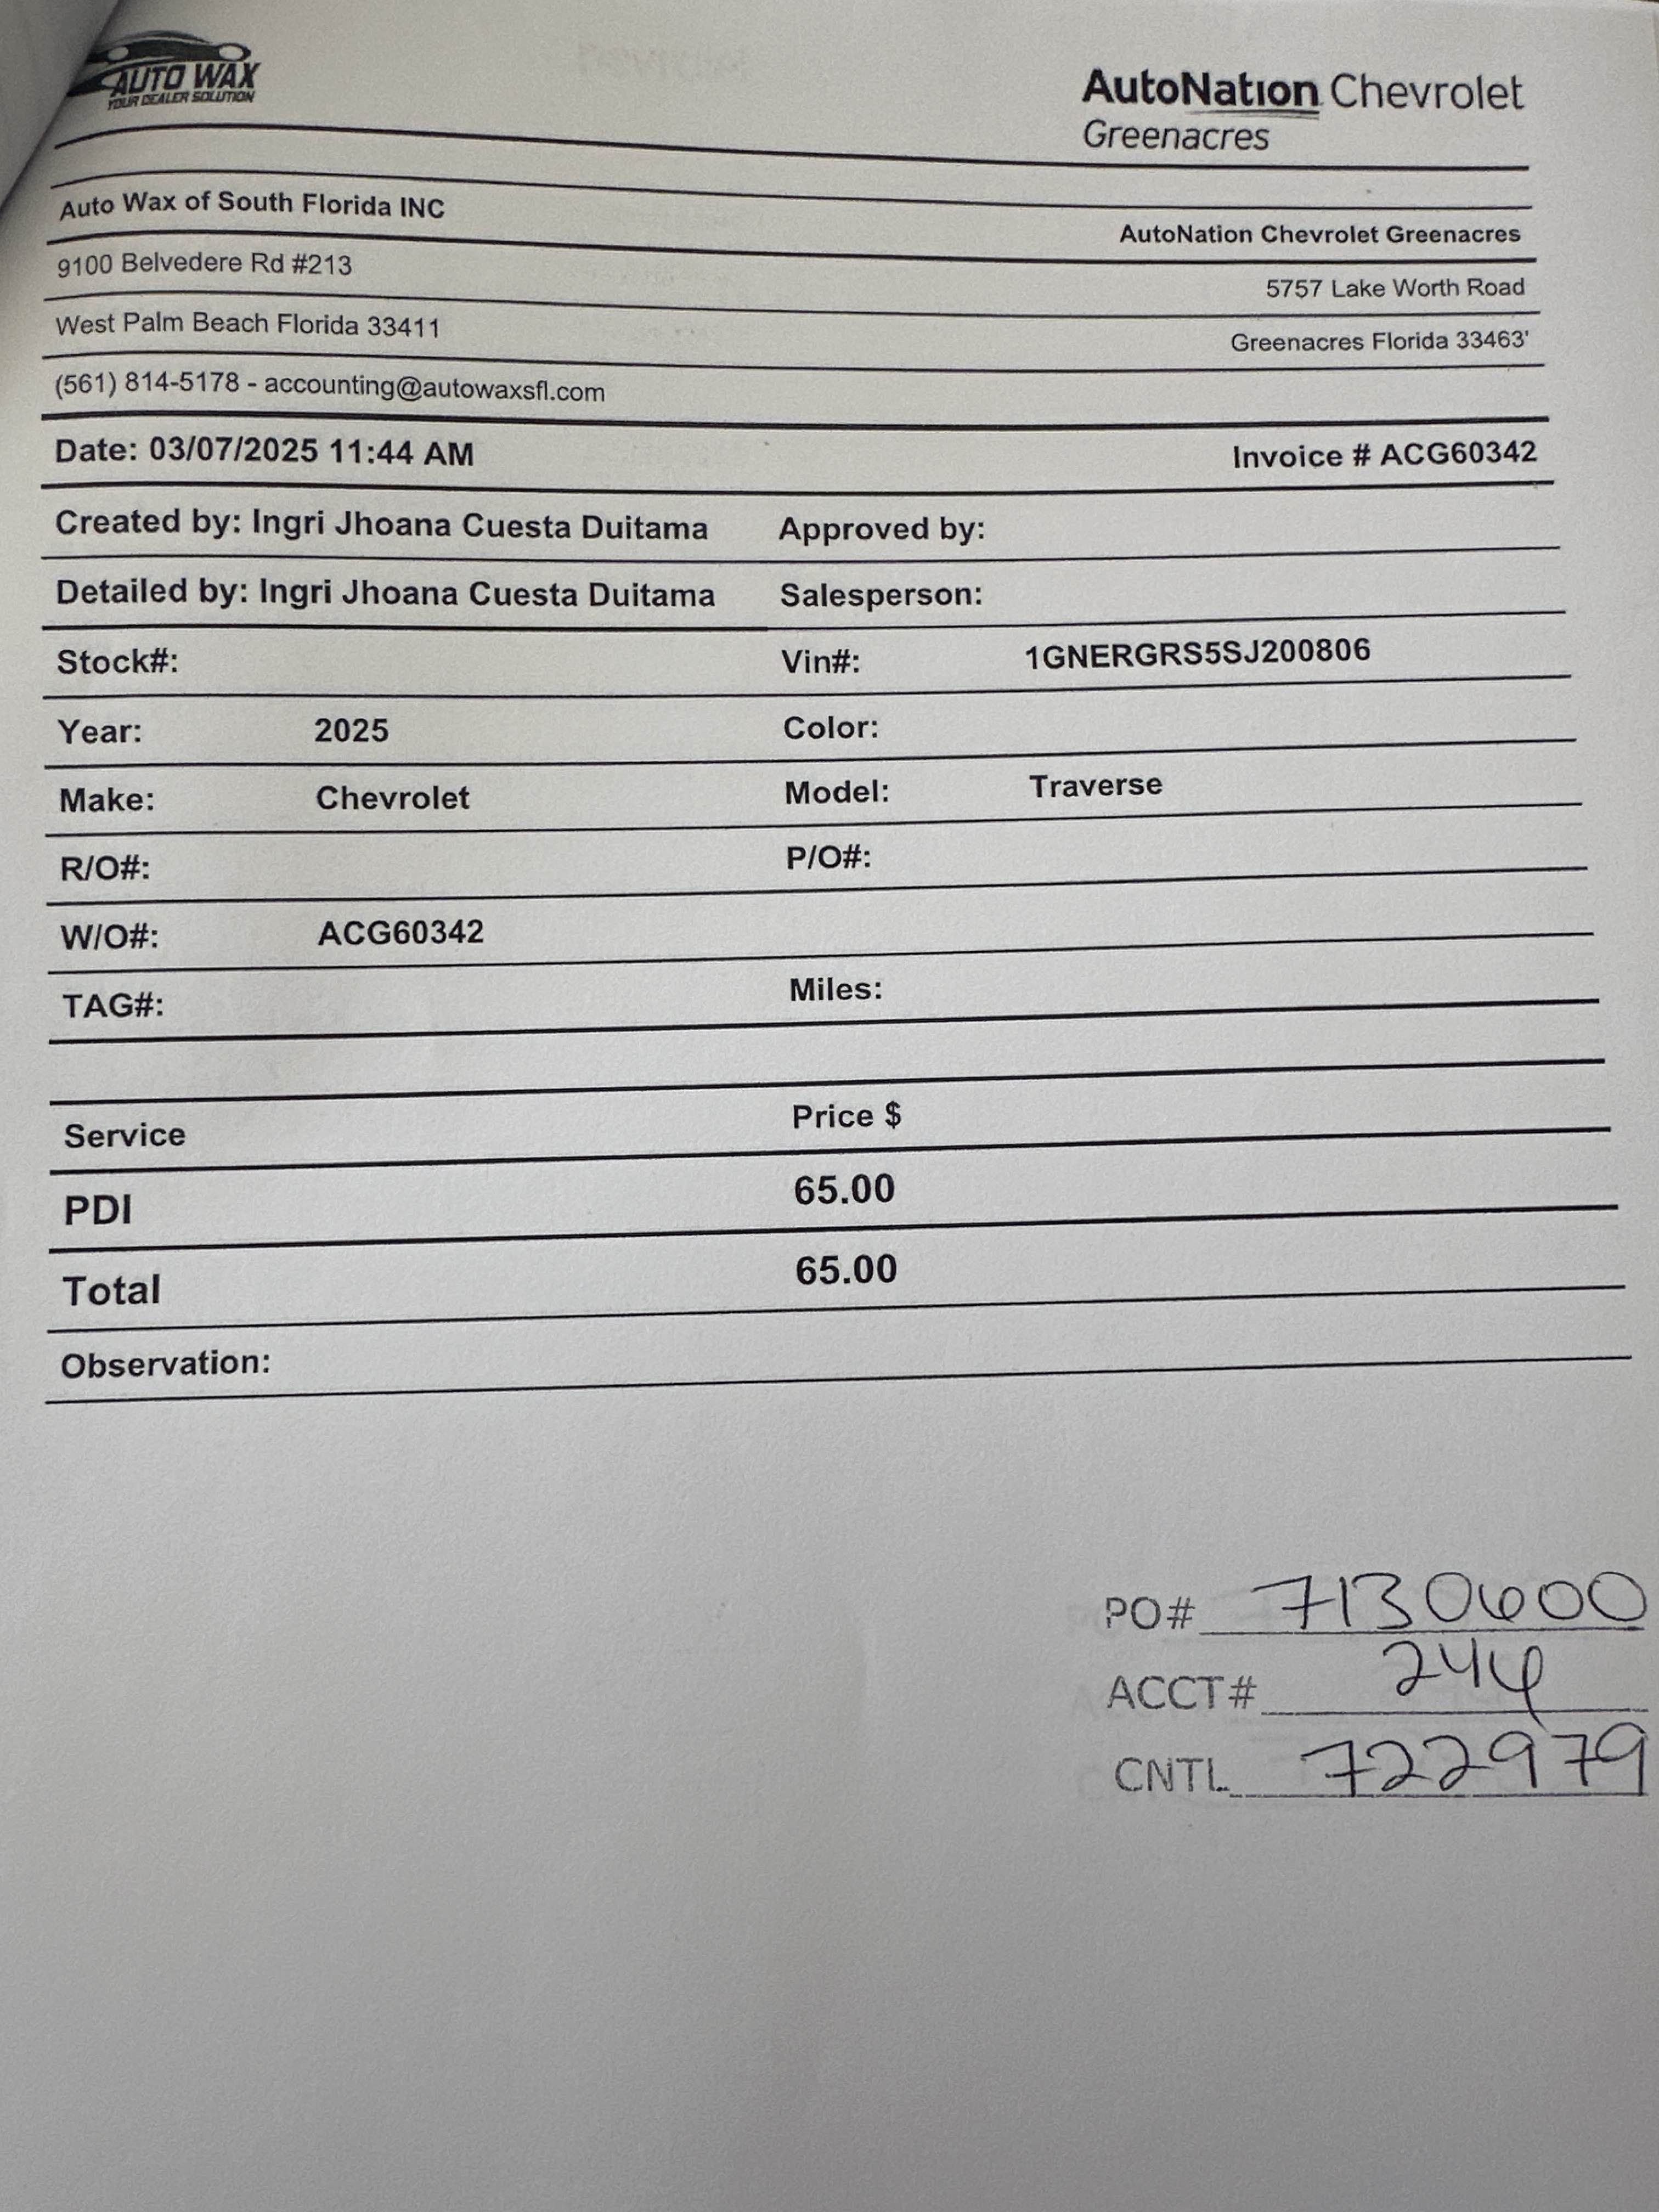 AUTO WAX
YOUR DEALER SOLUTION
AutoNation Chevrolet
Greenacres
Auto Wax of South Florida INC
AutoNation Chevrolet Greenacres
9100 Belvedere Rd #213
5757 Lake Worth Road
West Palm Beach Florida 33411
Greenacres Florida 33463'
(561) 814-5178 - accounting@autowaxsfl.com
Date: 03/07/2025 11:44 AM Invoice # ACG60342
Created by: Ingri Jhoana Cuesta Duitama Approved by:
Detailed by: Ingri Jhoana Cuesta Duitama Salesperson:
Stock#: Vin#: 1GNERGRS5SJ200806
Year: 2025 Color:
Make: Chevrolet Model: Traverse
R/O#: P/O#:
W/O#: ACG60342
TAG#: Miles:
Service Price $
PDI 65.00
Total 65.00
Observation:
PO# 7130600
ACCT#
CNTL 722979